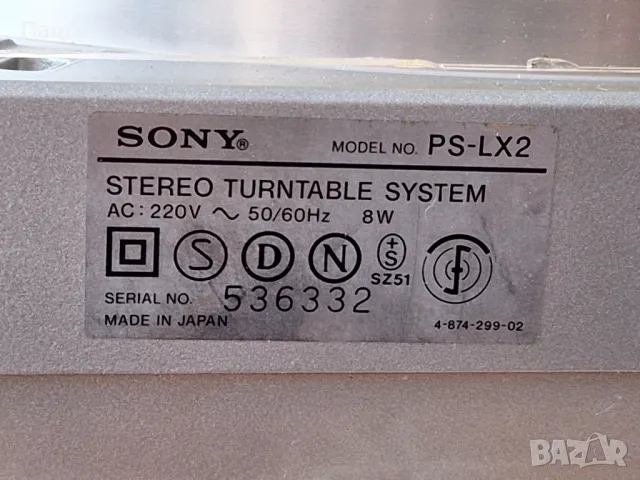 SONY® MODEL NO. PS-LX2
STEREO TURNTABLE SYSTEM
AC: 220V ~ 50/60Hz 8W
S D N +S SZ51 SF
SERIAL NO. 536332
MADE IN JAPAN 4-874-299-02
BAZAR